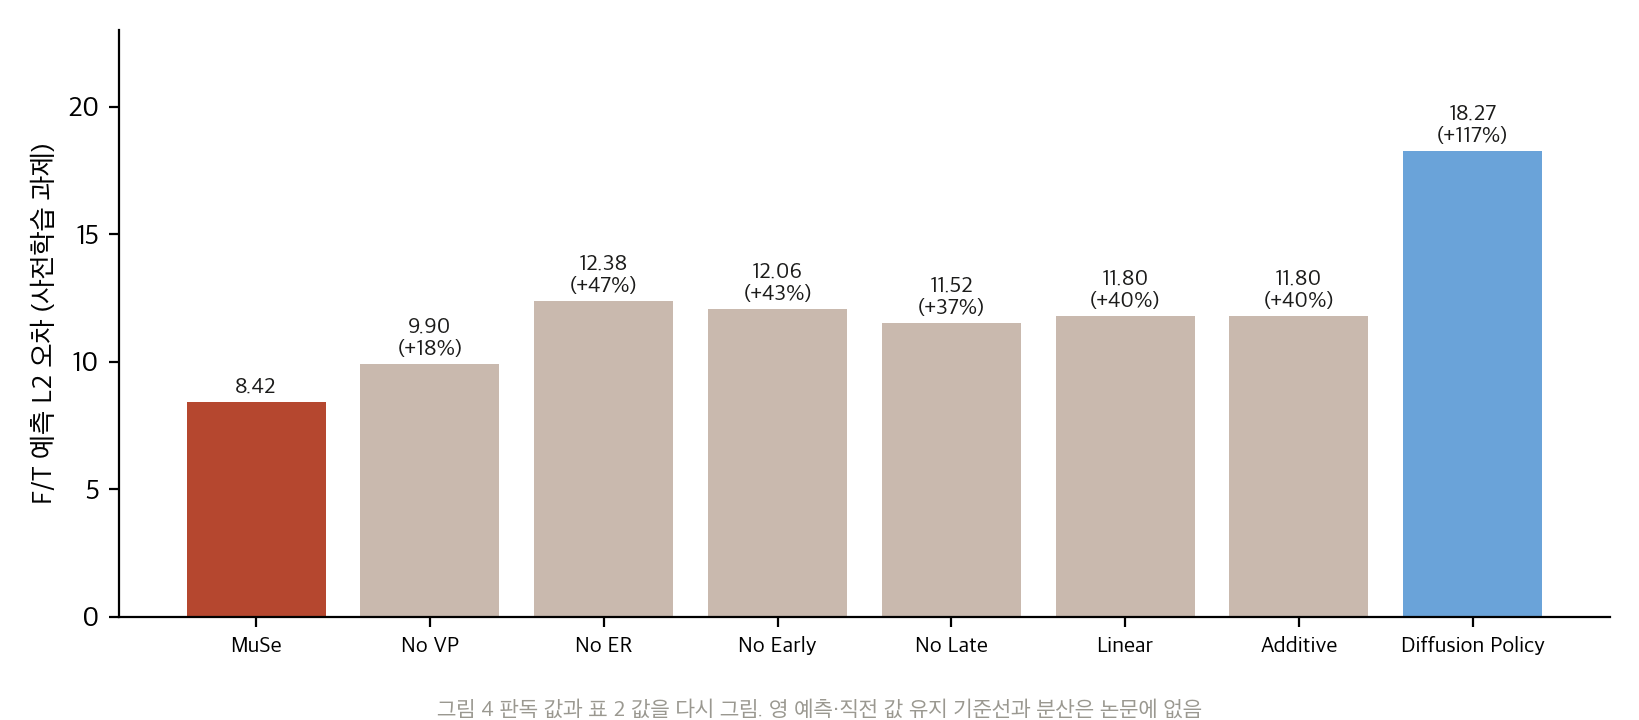 F/T 예측 L2 오차 (사전학습 과제)
20
15
10
5
0
8.42
9.90
(+18%)
12.38
(+47%)
12.06
(+43%)
11.52
(+37%)
11.80
(+40%)
11.80
(+40%)
18.27
(+117%)
MuSe
No VP
No ER
No Early
No Late
Linear
Additive
Diffusion Policy
그림 4 판독 값과 표 2 값을 다시 그림. 영 예측·직전 값 유지 기준선과 분산은 논문에 없음